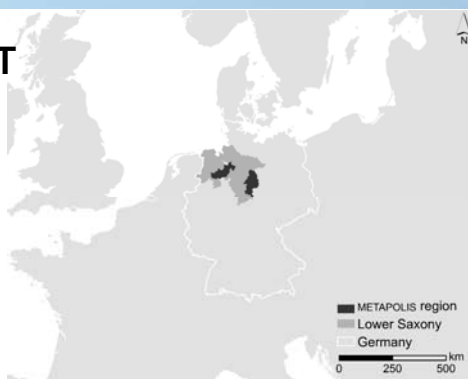 T
N
METAPOLIS region
Lower Saxony
Germany
km
0 250 500